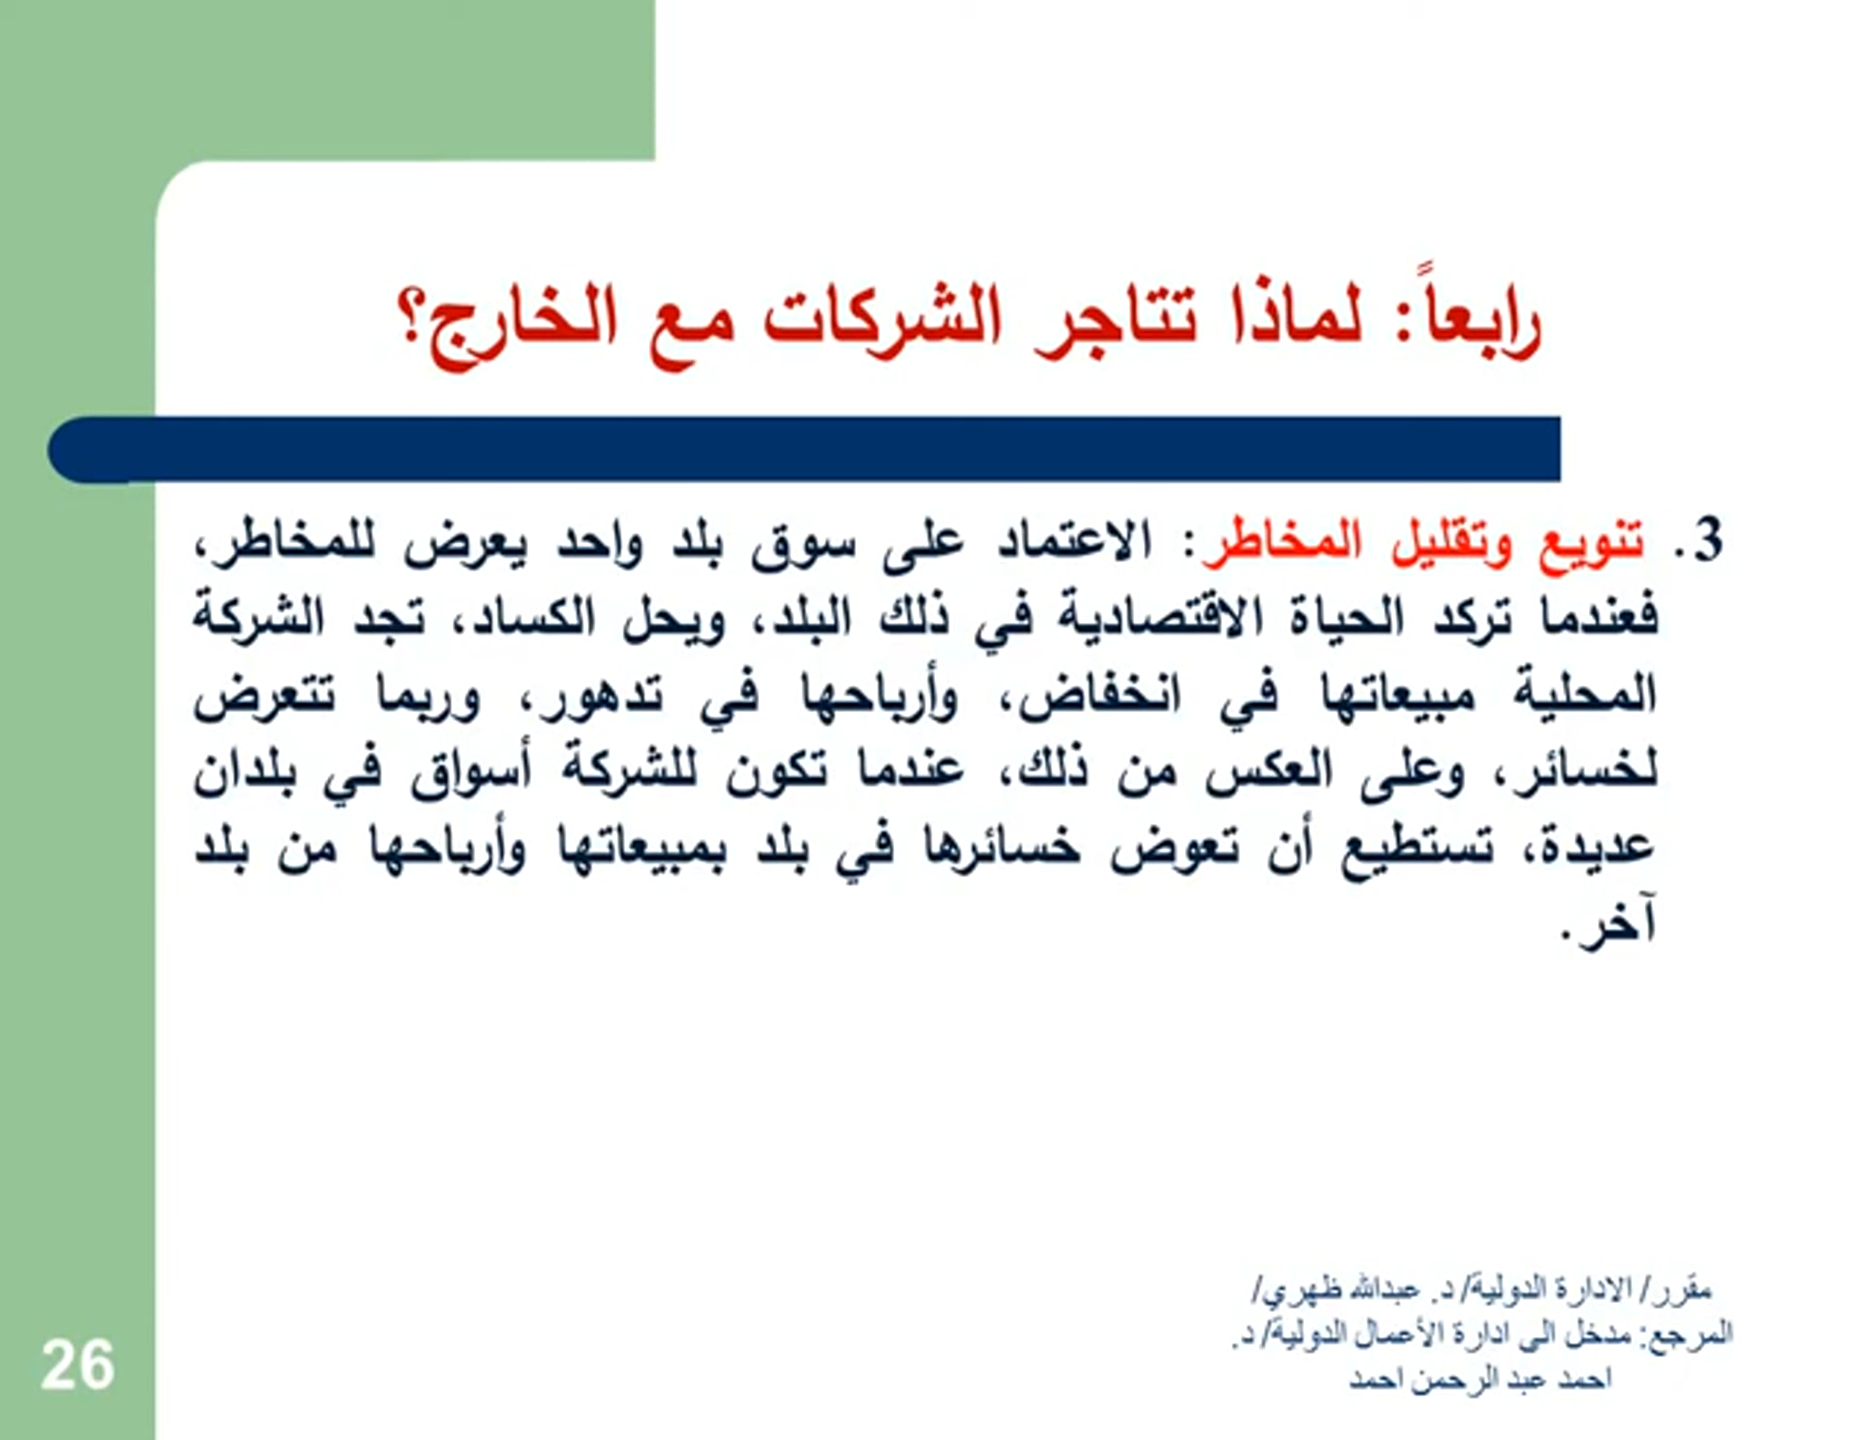 رابعاً: لماذا تتاجر الشركات مع الخارج؟
3. تنويع وتقليل المخاطر: الاعتماد على سوق بلد واحد يعرض للمخاطر،
فعندما تركد الحياة الاقتصادية في ذلك البلد، ويحل الكساد، تجد الشركة
المحلية مبيعاتها في انخفاض، وأرباحها في تدهور، وربما تتعرض
لخسائر، وعلى العكس من ذلك، عندما تكون للشركة أسواق في بلدان
عديدة، تستطيع أن تعوض خسائرها في بلد بمبيعاتها وأرباحها من بلد
آخر.
مقرر/ الادارة الدولية/ د. عبدالله ظهري/
المرجع: مدخل الى ادارة الأعمال الدولية/ د.
احمد عبد الرحمن احمد
26